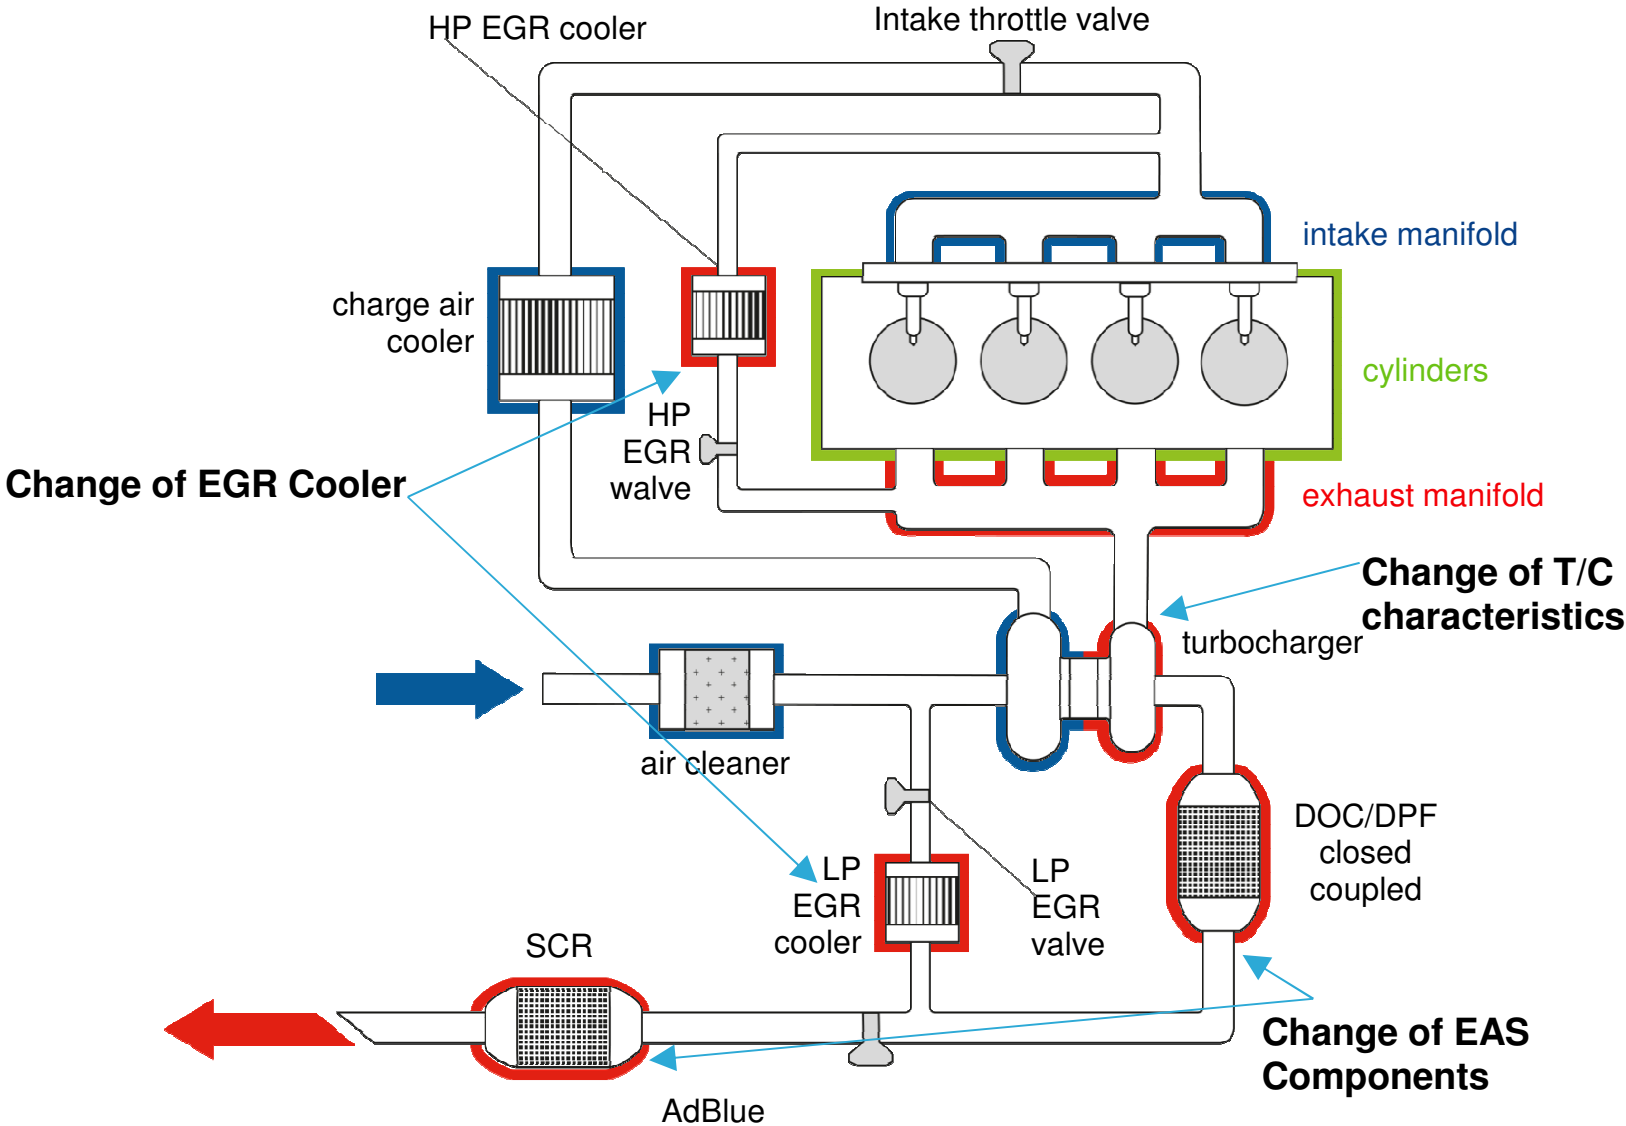 HP EGR cooler
Intake throttle valve
intake manifold
charge air
cooler
cylinders
HP
EGR
walve
Change of EGR Cooler
exhaust manifold
Change of T/C
characteristics
turbocharger
air cleaner
DOC/DPF
closed
coupled
LP
EGR
cooler
LP
EGR
valve
SCR
Change of EAS
Components
AdBlue